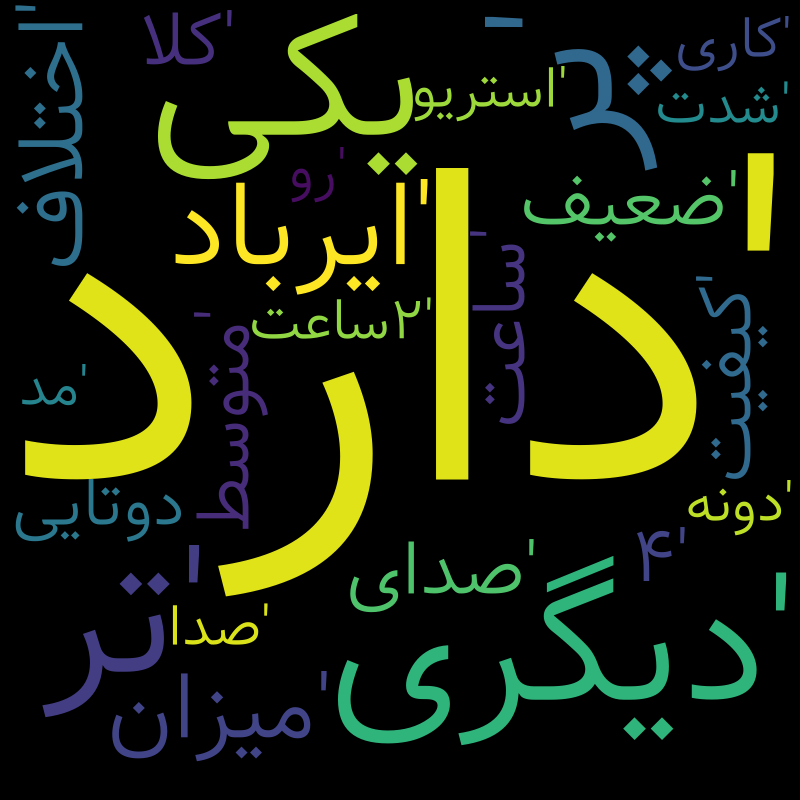 'اختلاف
'کلا
یکی
'
پر
'کاری
'استریو
'شدت
'رو
'ایرباد
'ضعیف
'دارد
'۲ساعت
'ساعت
'متوسط
'کیفیت
'مد
دوتایی
'دونه
'۴
'صدای
'تر
'صدا
'دیگری
'میزان